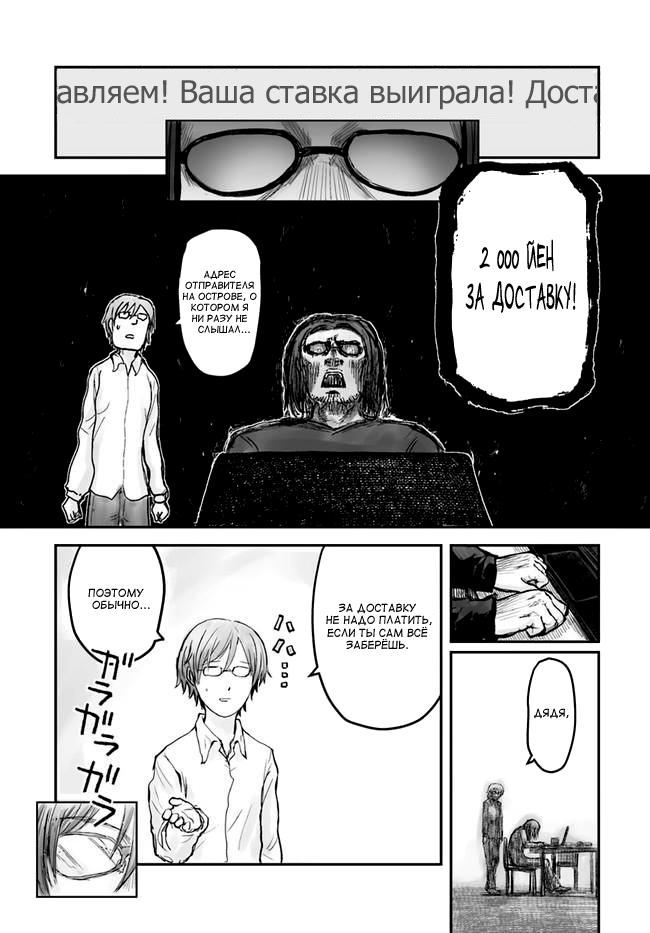 авляем! Ваша ставка выиграла! Доста
2 000 ЙЕН
ЗА ДОСТАВКУ!
АДРЕС
ОТПРАВИТЕЛЯ
НА ОСТРОВЕ, О
КОТОРОМ Я
НИ РАЗУ НЕ
СЛЫШАЛ...
ДЯДЯ,
ЗА ДОСТАВКУ
НЕ НАДО ПЛАТИТЬ,
ЕСЛИ ТЫ САМ ВСЁ
ЗАБЕРЁШЬ.
ПОЭТОМУ
ОБЫЧНО...
ガラガラガラ